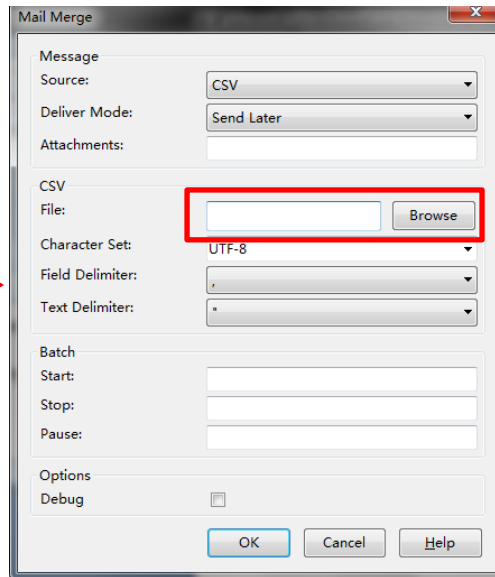 Mail Merge
Message
Source: CSV
Deliver Mode: Send Later
Attachments:
CSV
File: Browse
Character Set: UTF-8
Field Delimiter: ,
Text Delimiter: "
Batch
Start:
Stop:
Pause:
Options
Debug
OK Cancel Help